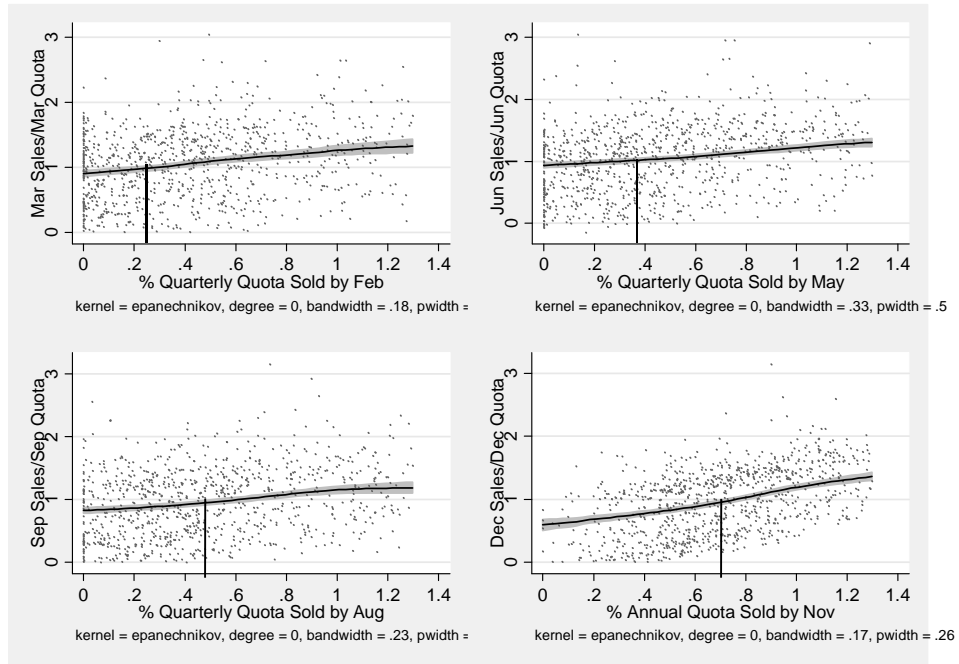 Mar Sales/Mar Quota
3
2
1
0
0 .2 .4 .6 .8 1 1.2 1.4
% Quarterly Quota Sold by Feb
kernel = epanechnikov, degree = 0, bandwidth = .18, pwidth =
Jun Sales/Jun Quota
3
2
1
0
0 .2 .4 .6 .8 1 1.2 1.4
% Quarterly Quota Sold by May
kernel = epanechnikov, degree = 0, bandwidth = .33, pwidth = .5
Sep Sales/Sep Quota
3
2
1
0
0 .2 .4 .6 .8 1 1.2 1.4
% Quarterly Quota Sold by Aug
kernel = epanechnikov, degree = 0, bandwidth = .23, pwidth =
Dec Sales/Dec Quota
3
2
1
0
0 .2 .4 .6 .8 1 1.2 1.4
% Annual Quota Sold by Nov
kernel = epanechnikov, degree = 0, bandwidth = .17, pwidth = .26